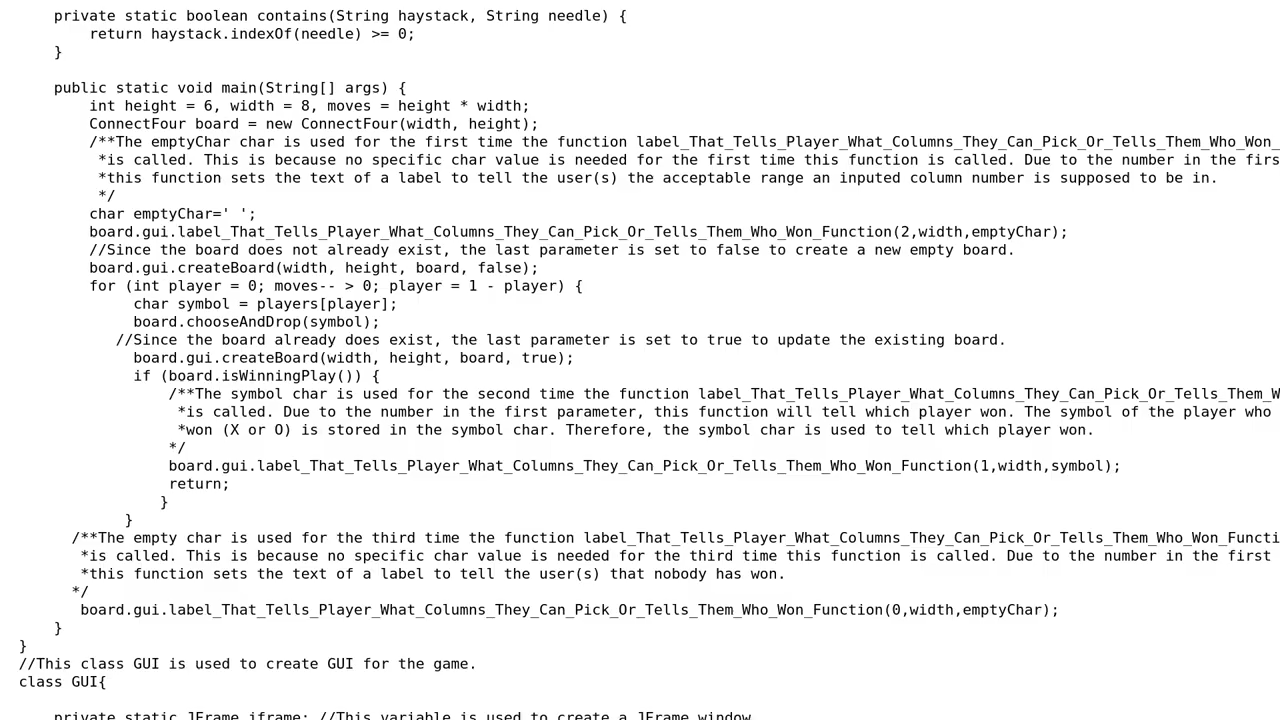 private static boolean contains(String haystack, String needle) {
return haystack.indexOf(needle) >= 0;
}
public static void main(String[] args) {
int height = 6, width = 8, moves = height * width;
ConnectFour board = new ConnectFour(width, height);
/**The emptyChar char is used for the first time the function label_That_Tells_Player_What_Columns_They_Can_Pick_Or_Tells_Them_Who_Won_
*is called. This is because no specific char value is needed for the first time this function is called. Due to the number in the firs
*this function sets the text of a label to tell the user(s) the acceptable range an inputed column number is supposed to be in.
*/
char emptyChar=' ';
board.gui.label_That_Tells_Player_What_Columns_They_Can_Pick_Or_Tells_Them_Who_Won_Function(2,width,emptyChar);
//Since the board does not already exist, the last parameter is set to false to create a new empty board.
board.gui.createBoard(width, height, board, false);
for (int player = 0; moves-- > 0; player = 1 - player) {
char symbol = players[player];
board.chooseAndDrop(symbol);
//Since the board already does exist, the last parameter is set to true to update the existing board.
board.gui.createBoard(width, height, board, true);
if (board.isWinningPlay()) {
/**The symbol char is used for the second time the function label_That_Tells_Player_What_Columns_They_Can_Pick_Or_Tells_Them_W
*is called. Due to the number in the first parameter, this function will tell which player won. The symbol of the player who
*won (X or O) is stored in the symbol char. Therefore, the symbol char is used to tell which player won.
*/
board.gui.label_That_Tells_Player_What_Columns_They_Can_Pick_Or_Tells_Them_Who_Won_Function(1,width,symbol);
return;
}
}
/**The empty char is used for the third time the function label_That_Tells_Player_What_Columns_They_Can_Pick_Or_Tells_Them_Who_Won_Functi
*is called. This is because no specific char value is needed for the third time this function is called. Due to the number in the first
*this function sets the text of a label to tell the user(s) that nobody has won.
*/
board.gui.label_That_Tells_Player_What_Columns_They_Can_Pick_Or_Tells_Them_Who_Won_Function(0,width,emptyChar);
}
}
//This class GUI is used to create GUI for the game.
class GUI{
private static JFrame jframe; //This variable is used to create a JFrame window.